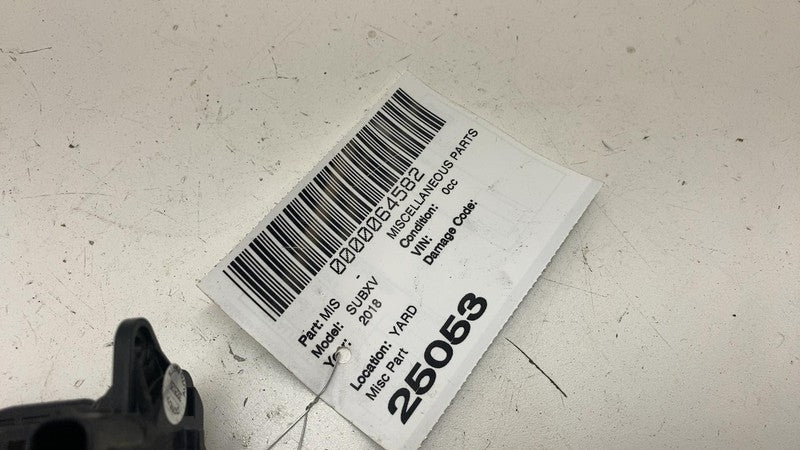 0000064582
Part: MIS - MISCELLANEOUS PARTS
Model: SUBXV Condition: 0cc
Year: 2018 VIN:
Damage Code:
Location: YARD
Misc Part
25053